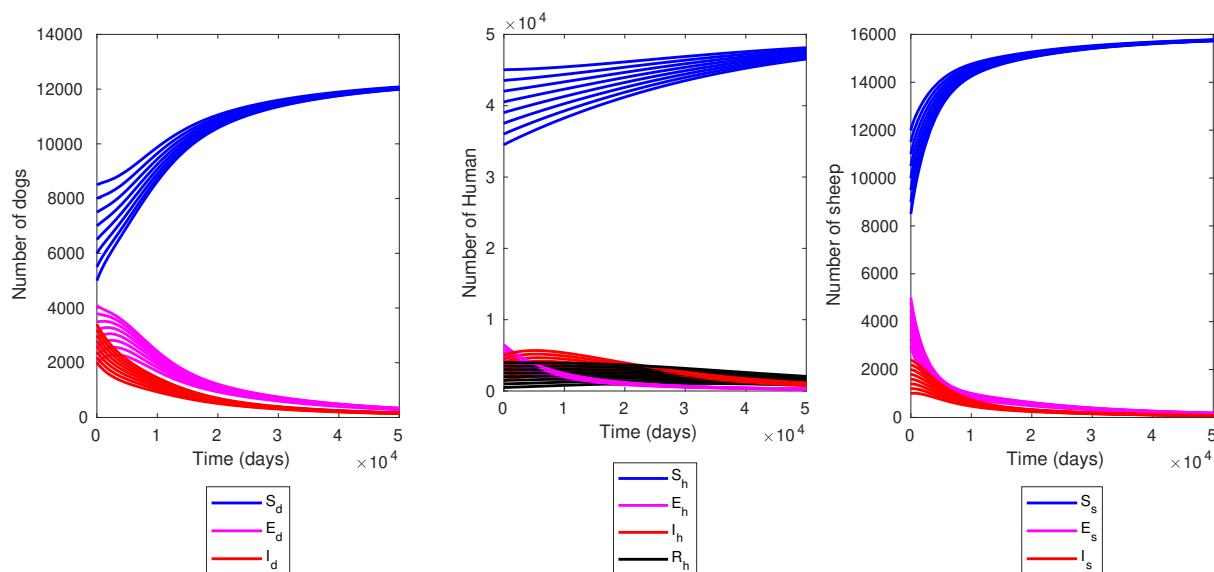 14000
12000
10000
8000
6000
4000
2000
0
Number of dogs
0 1 2 3 4 5
Time (days)
×10^4
S_d
E_d
I_d
×10^4
5
4
3
2
1
0
Number of Human
0 1 2 3 4 5
Time (days)
×10^4
S_h
E_h
I_h
R_h
16000
14000
12000
10000
8000
6000
4000
2000
0
Number of sheep
0 1 2 3 4 5
Time (days)
×10^4
S_s
E_s
I_s